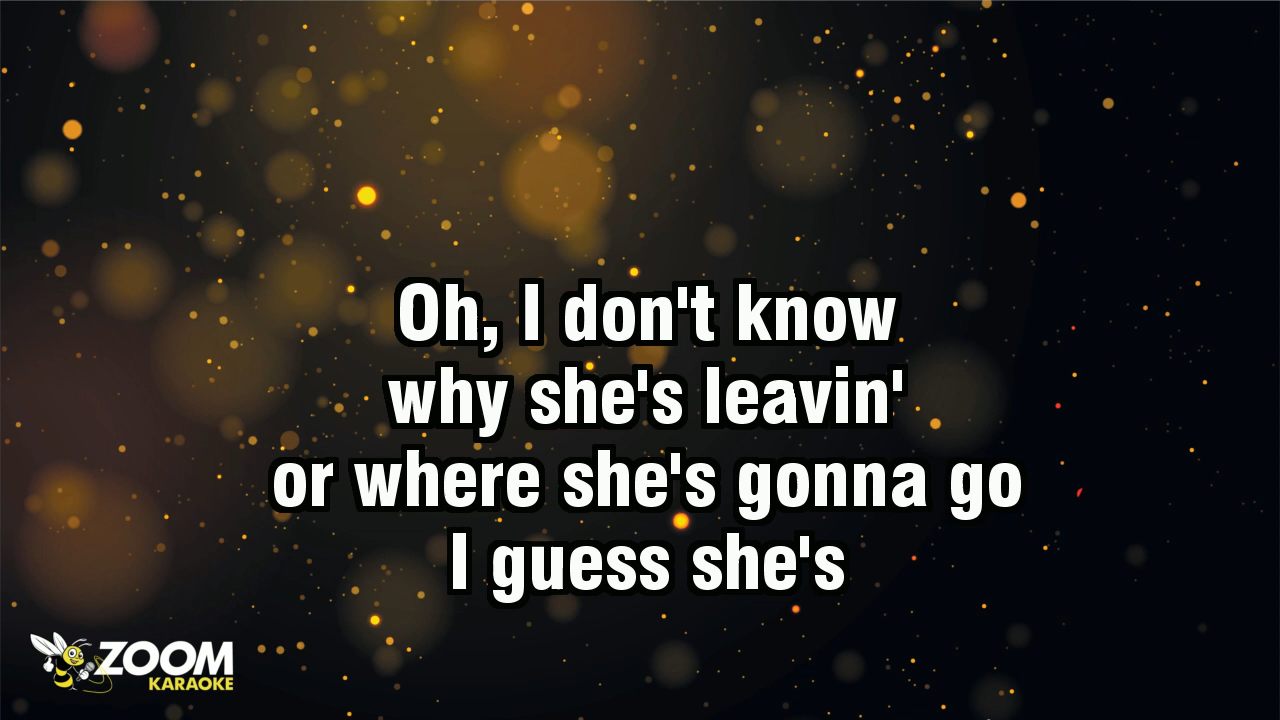 Oh, I don't know
why she's leavin'
or where she's gonna go
I guess she's
ZOOM
KARAOKE